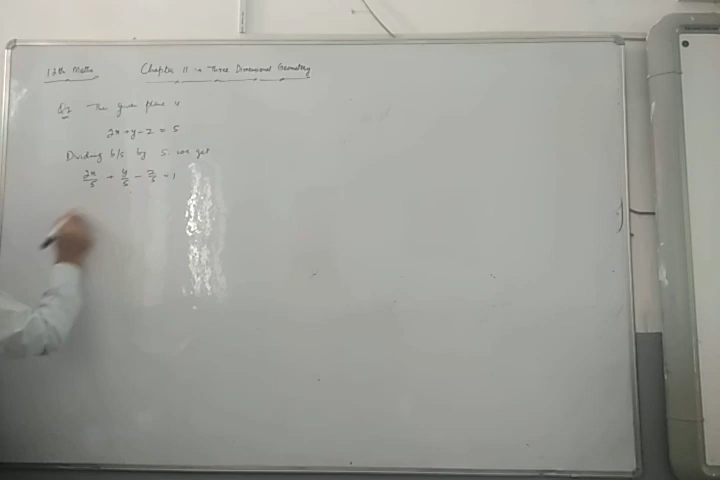 12th Maths Chapter 11 → Three Dimensional Geometry
Q7 The given plane is
2x + y - z = 5
Dividing b/s by 5 we get
2x/5 + y/5 - z/5 = 1